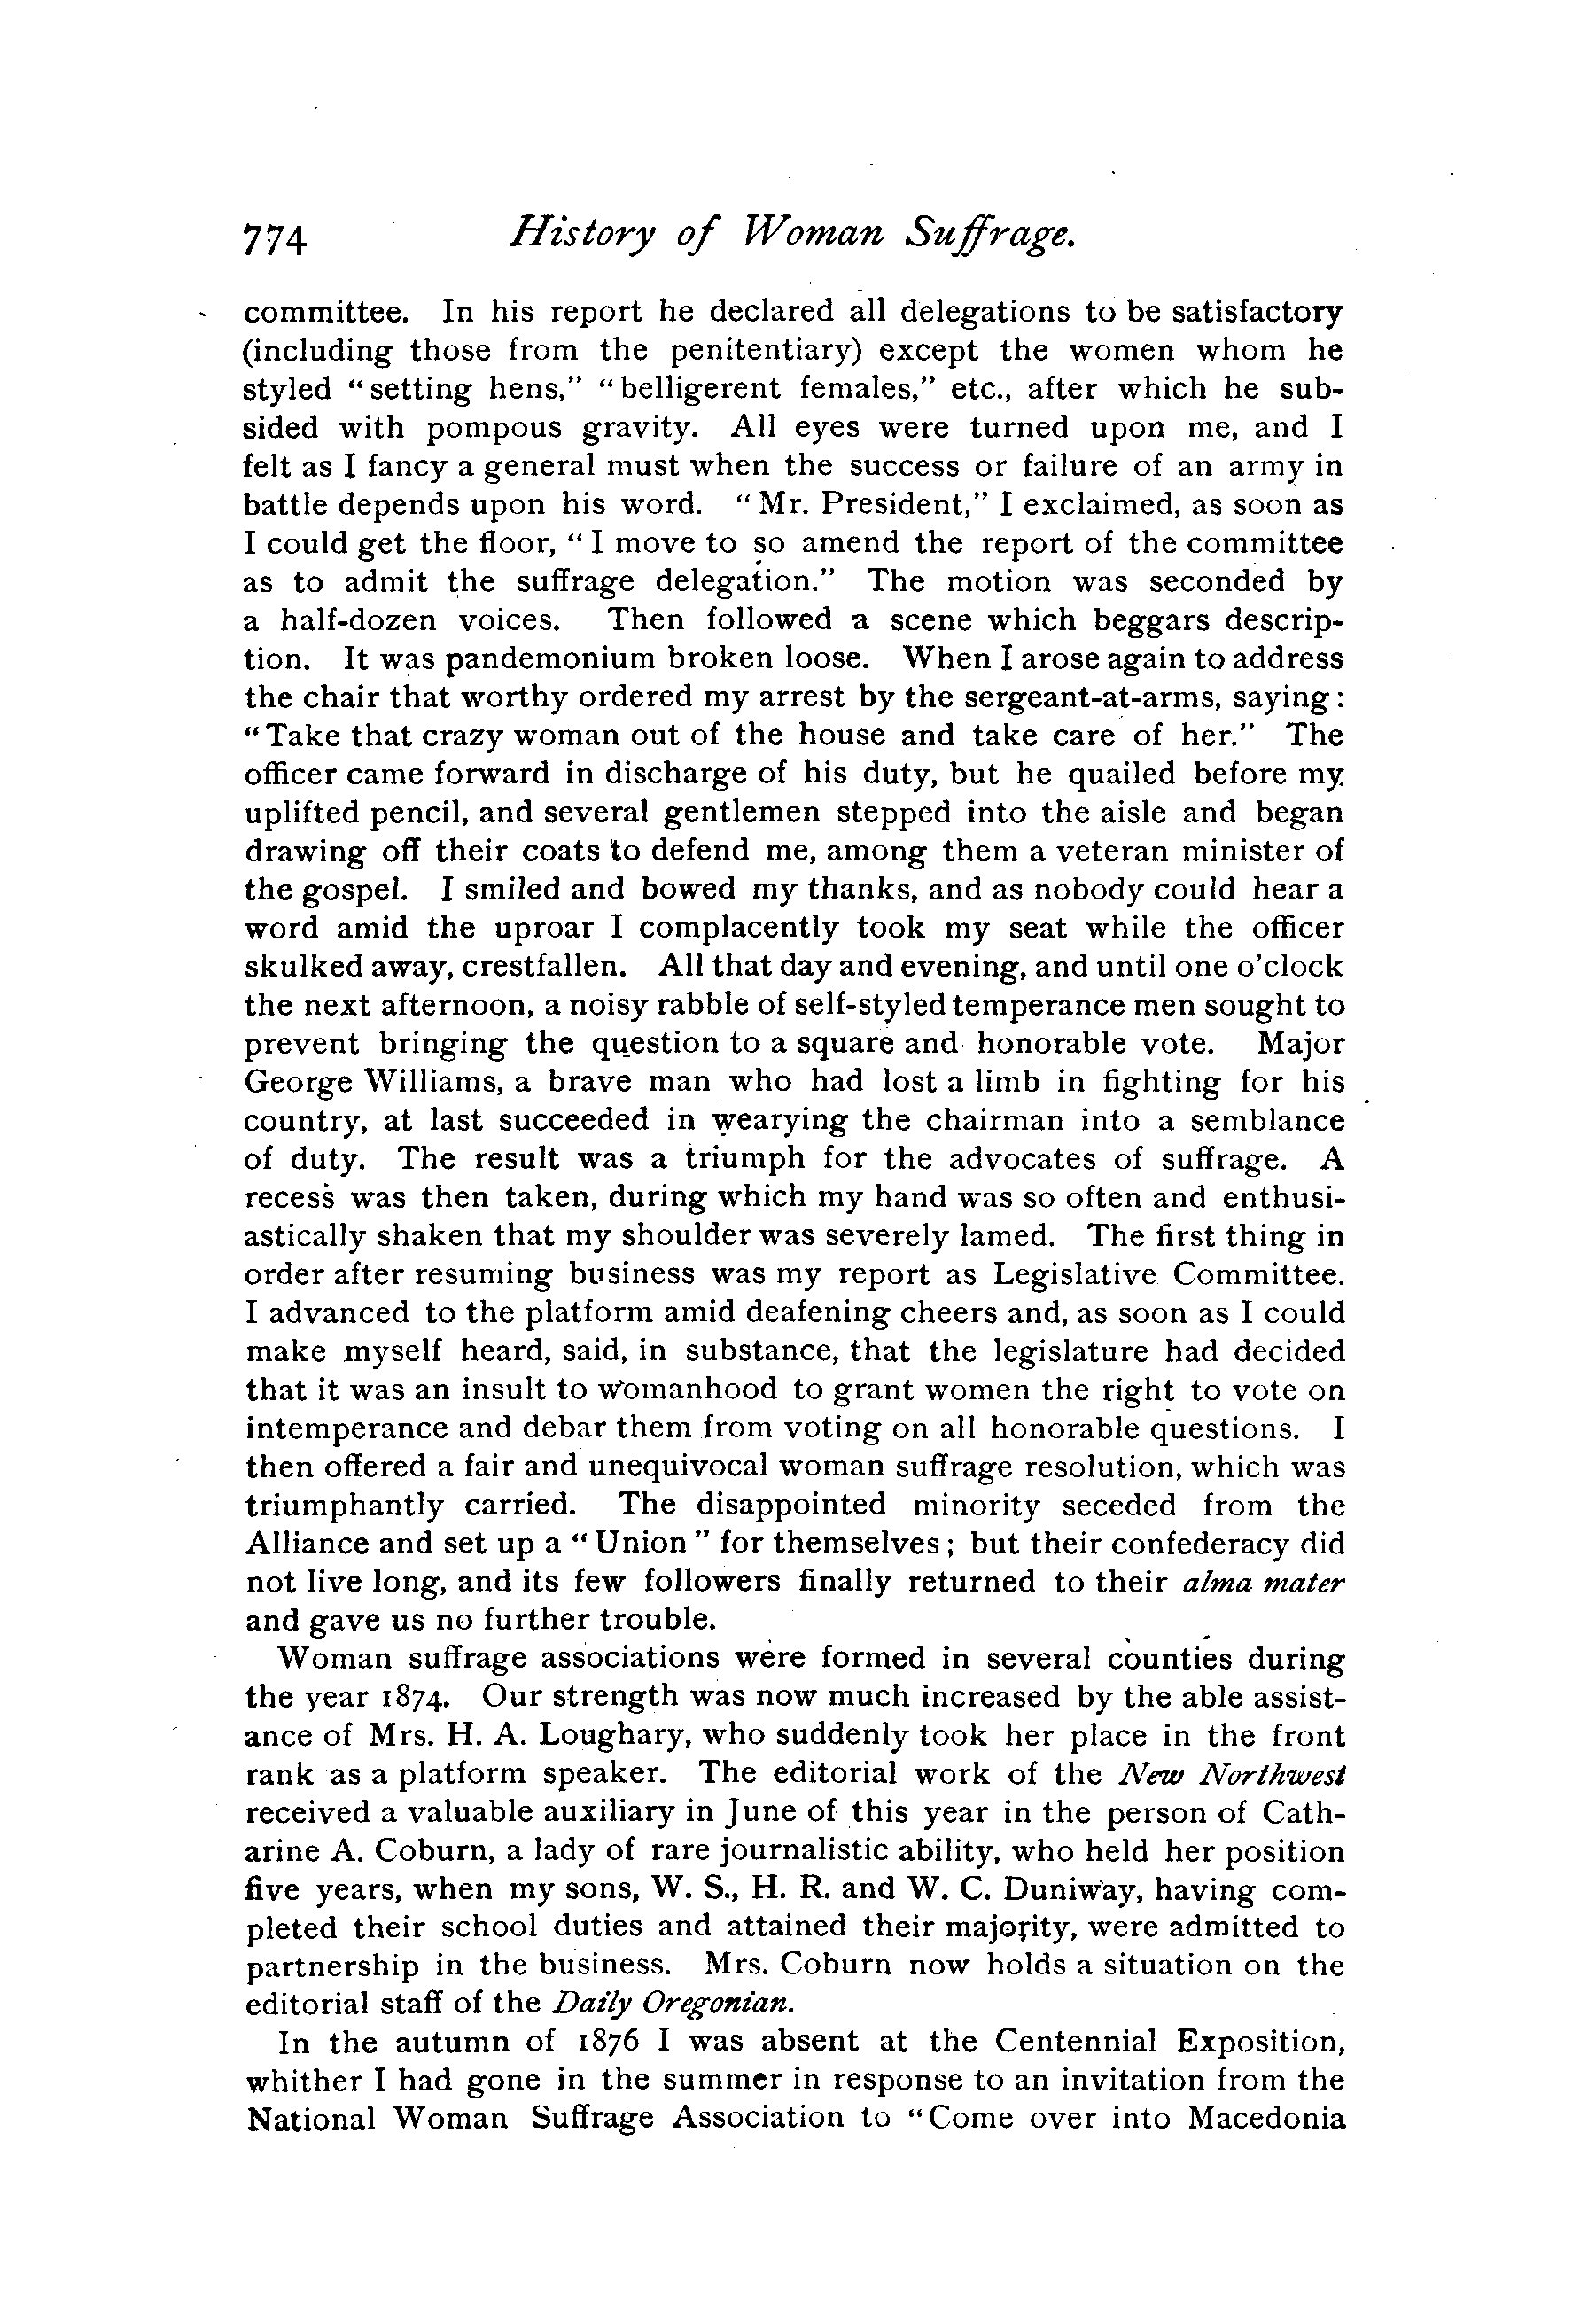 774 History of Woman Suffrage.
committee. In his report he declared all delegations to be satisfactory
(including those from the penitentiary) except the women whom he
styled “setting hens,” “belligerent females,” etc., after which he sub-
sided with pompous gravity. All eyes were turned upon me, and I
felt as I fancy a general must when the success or failure of an army in
battle depends upon his word. “Mr. President,” I exclaimed, as soon as
I could get the floor, “I move to so amend the report of the committee
as to admit the suffrage delegation.” The motion was seconded by
a half-dozen voices. Then followed a scene which beggars descrip-
tion. It was pandemonium broken loose. When I arose again to address
the chair that worthy ordered my arrest by the sergeant-at-arms, saying:
“Take that crazy woman out of the house and take care of her.” The
officer came forward in discharge of his duty, but he quailed before my
uplifted pencil, and several gentlemen stepped into the aisle and began
drawing off their coats to defend me, among them a veteran minister of
the gospel. I smiled and bowed my thanks, and as nobody could hear a
word amid the uproar I complacently took my seat while the officer
skulked away, crestfallen. All that day and evening, and until one o'clock
the next afternoon, a noisy rabble of self-styled temperance men sought to
prevent bringing the question to a square and honorable vote. Major
George Williams, a brave man who had lost a limb in fighting for his
country, at last succeeded in wearying the chairman into a semblance
of duty. The result was a triumph for the advocates of suffrage. A
recess was then taken, during which my hand was so often and enthusi-
astically shaken that my shoulder was severely lamed. The first thing in
order after resuming business was my report as Legislative Committee.
I advanced to the platform amid deafening cheers and, as soon as I could
make myself heard, said, in substance, that the legislature had decided
that it was an insult to womanhood to grant women the right to vote on
intemperance and debar them from voting on all honorable questions. I
then offered a fair and unequivocal woman suffrage resolution, which was
triumphantly carried. The disappointed minority seceded from the
Alliance and set up a “Union” for themselves; but their confederacy did
not live long, and its few followers finally returned to their alma mater
and gave us no further trouble.
Woman suffrage associations were formed in several counties during
the year 1874. Our strength was now much increased by the able assist-
ance of Mrs. H. A. Loughary, who suddenly took her place in the front
rank as a platform speaker. The editorial work of the New Northwest
received a valuable auxiliary in June of this year in the person of Cath-
arine A. Coburn, a lady of rare journalistic ability, who held her position
five years, when my sons, W. S., H. R. and W. C. Duniway, having com-
pleted their school duties and attained their majority, were admitted to
partnership in the business. Mrs. Coburn now holds a situation on the
editorial staff of the Daily Oregonian.
In the autumn of 1876 I was absent at the Centennial Exposition,
whither I had gone in the summer in response to an invitation from the
National Woman Suffrage Association to “Come over into Macedonia